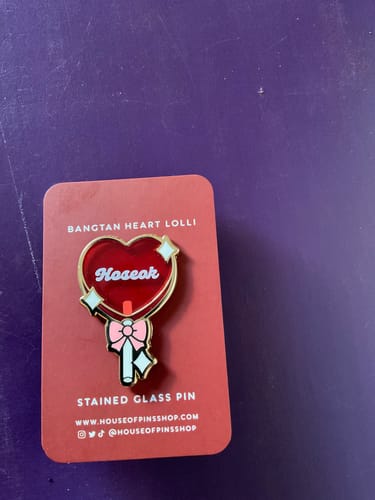 BANGTAN HEART LOLLI
Hoseok
STAINED GLASS PIN
WWW.HOUSEOFPINSSHOP.COM
@HOUSEOFPINSSHOP